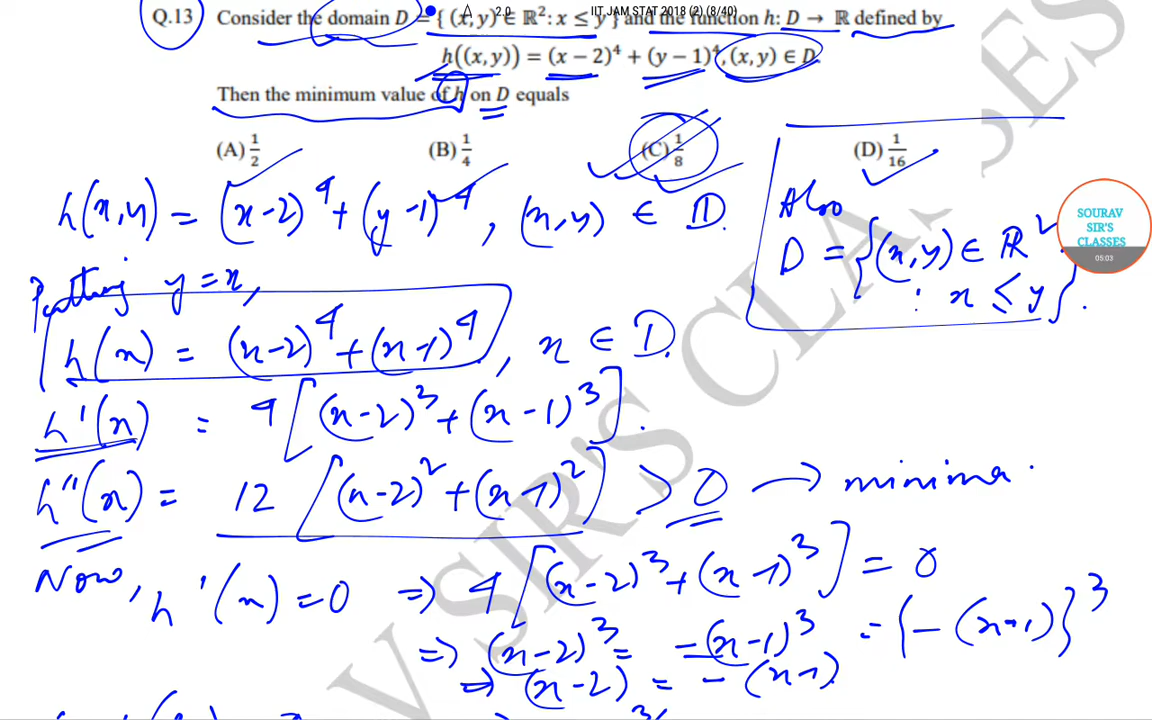 IIT JAM STAT 2018 (2) (8/40)
Q.13 Consider the domain D = { (x, y) ∈ ℝ²: x ≤ y } and the function h: D → ℝ defined by
h((x, y)) = (x − 2)⁴ + (y − 1)⁴, (x, y) ∈ D.
Then the minimum value of h on D equals
(A) 1/2 (B) 1/4 (C) 1/8 (D) 1/16
h(x,y) = (x-2)⁴ + (y-1)⁴, (x,y) ∈ D.
Also
D = {(x,y) ∈ ℝ²
: x ≤ y}.
SOURAV
SIR'S
CLASSES
05:03
Putting y = x,
h(x) = (x-2)⁴ + (x-1)⁴, x ∈ D.
h'(x) = 4[(x-2)³ + (x-1)³].
h''(x) = 12[(x-2)² + (x-1)²] > 0 → minima.
Now, h'(x) = 0 ⇒ 4[(x-2)³ + (x-1)³] = 0
⇒ (x-2)³ = -(x-1)³ = {-(x-1)}³
⇒ (x-2) = -(x-1)